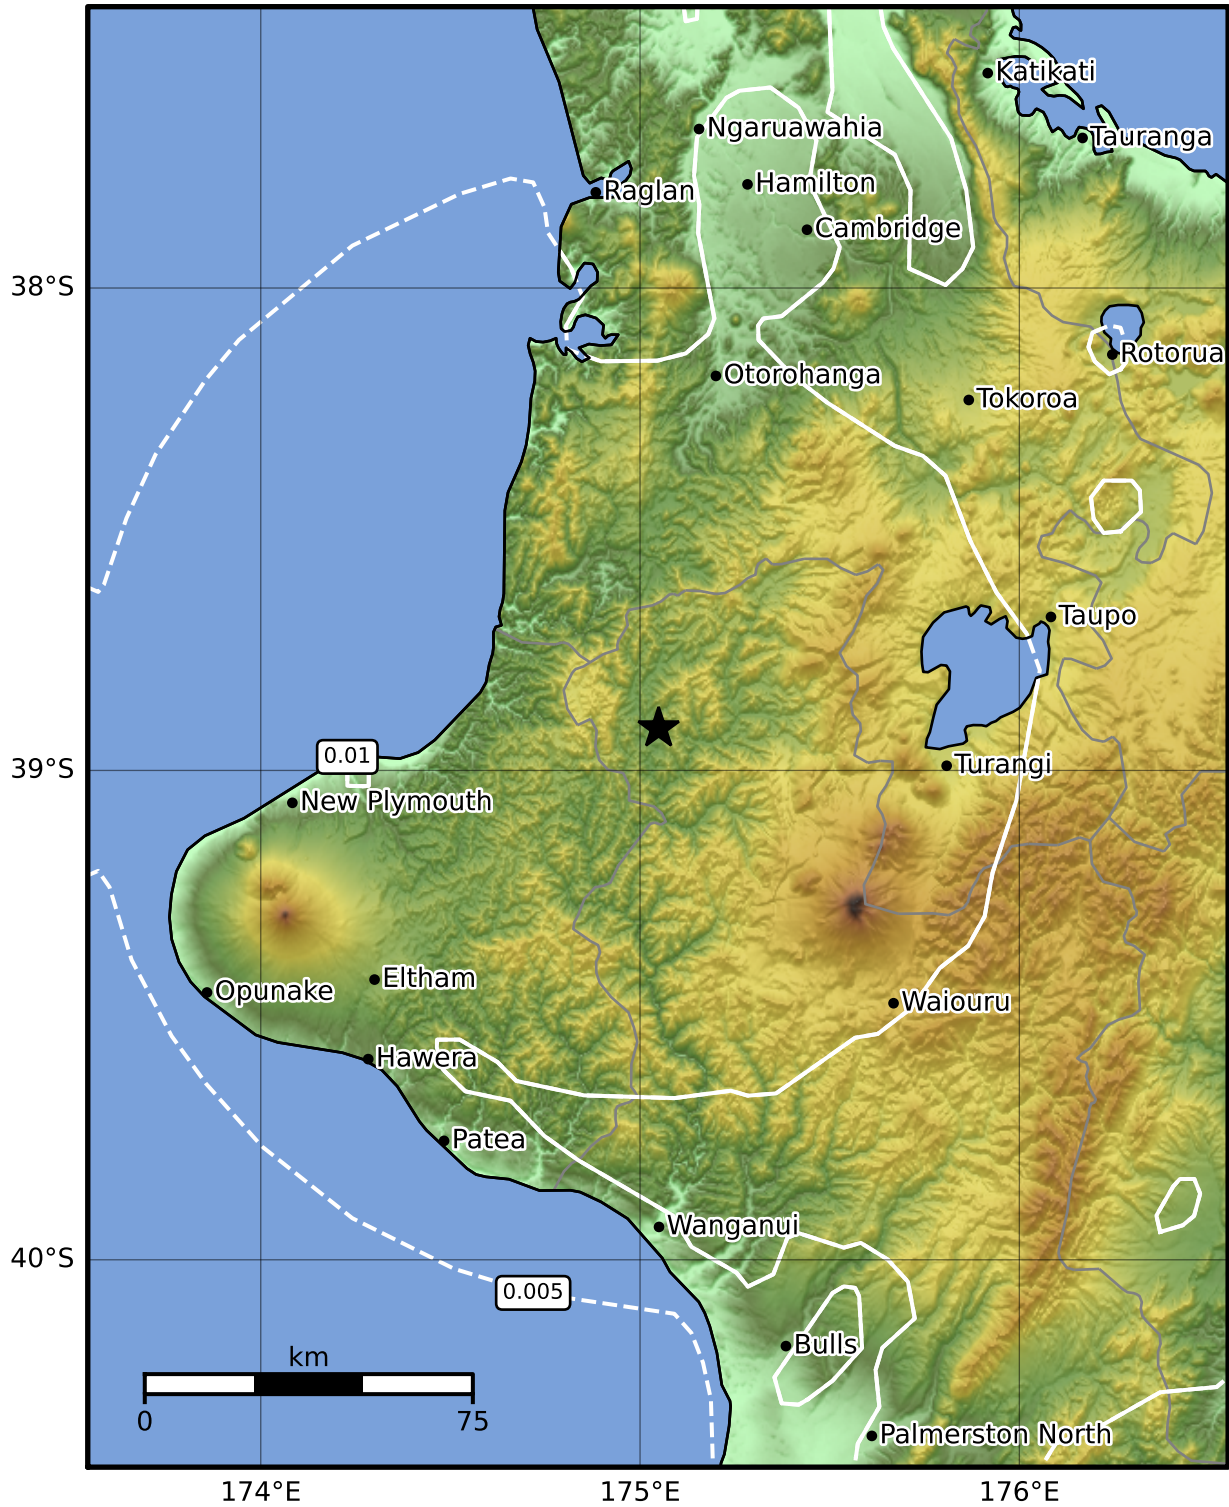 Katikati
Ngaruawahia
Tauranga
Raglan
Hamilton
Cambridge
38°S
Rotorua
Otorohanga
Tokoroa
Taupo
0.01
39°S
Turangi
New Plymouth
Eltham
Opunake
Waiouru
Hawera
Patea
Wanganui
40°S
0.005
Bulls
km
0
75
Palmerston North
174°E
175°E
176°E